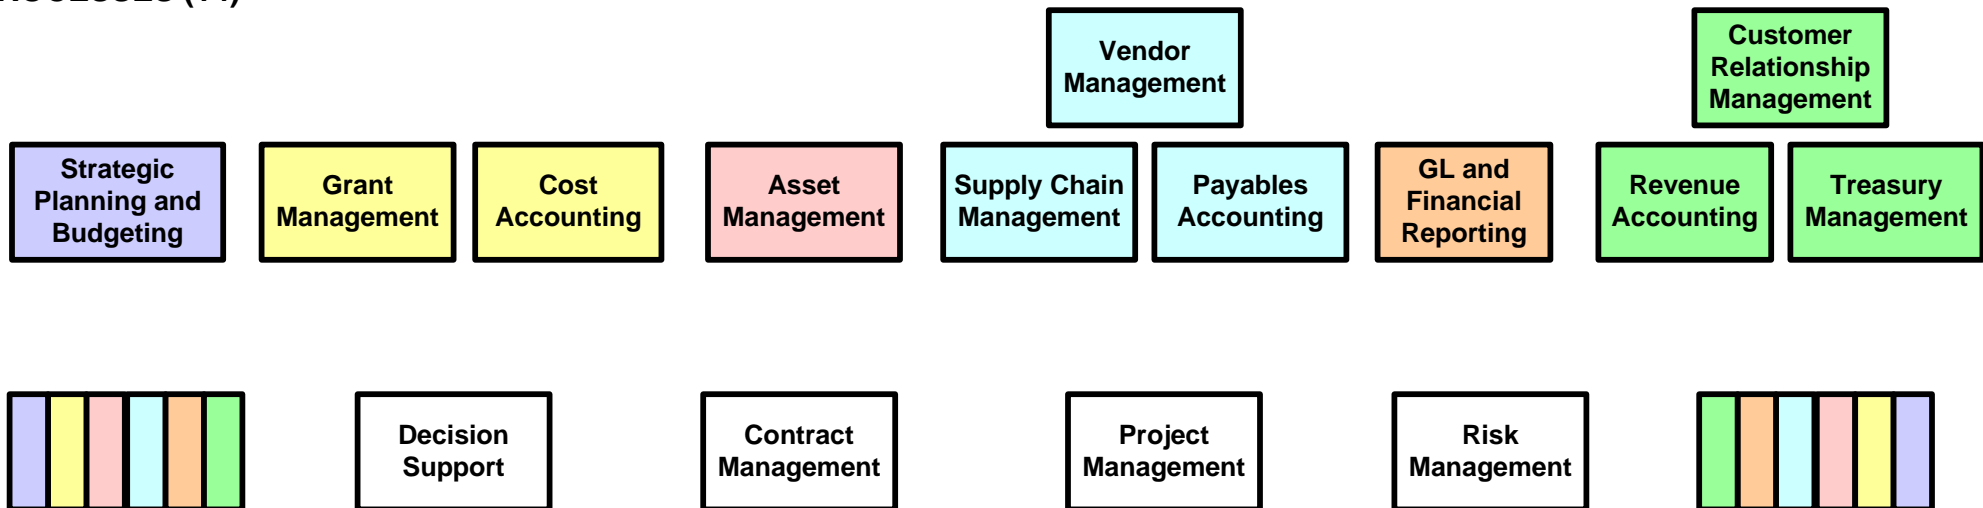 Vendor
Management
Customer
Relationship
Management
Strategic
Planning and
Budgeting
Grant
Management
Cost
Accounting
Asset
Management
Supply Chain
Management
Payables
Accounting
GL and
Financial
Reporting
Revenue
Accounting
Treasury
Management
Decision
Support
Contract
Management
Project
Management
Risk
Management